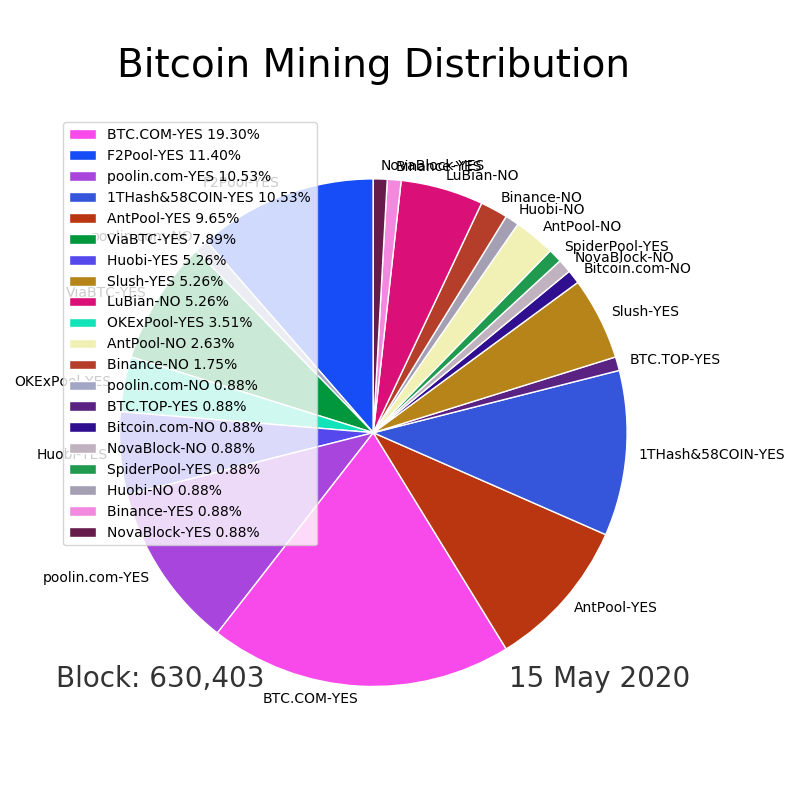 Bitcoin Mining Distribution
BTC.COM-YES 19.30%
F2Pool-YES 11.40%
poolin.com-YES 10.53%
1THash&58COIN-YES 10.53%
AntPool-YES 9.65%
ViaBTC-YES 7.89%
Huobi-YES 5.26%
Slush-YES 5.26%
LuBian-NO 5.26%
OKExPool-YES 3.51%
AntPool-NO 2.63%
Binance-NO 1.75%
poolin.com-NO 0.88%
BTC.TOP-YES 0.88%
Bitcoin.com-NO 0.88%
NovaBlock-NO 0.88%
SpiderPool-YES 0.88%
Huobi-NO 0.88%
Binance-YES 0.88%
NovaBlock-YES 0.88%
NovaBlock-YES
Binance-YES
LuBian-NO
Binance-NO
Huobi-NO
AntPool-NO
SpiderPool-YES
NovaBlock-NO
Bitcoin.com-NO
Slush-YES
BTC.TOP-YES
1THash&58COIN-YES
AntPool-YES
BTC.COM-YES
poolin.com-YES
Huobi-YES
OKExPool-YES
ViaBTC-YES
poolin.com-NO
F2Pool-YES
Block: 630,403
15 May 2020